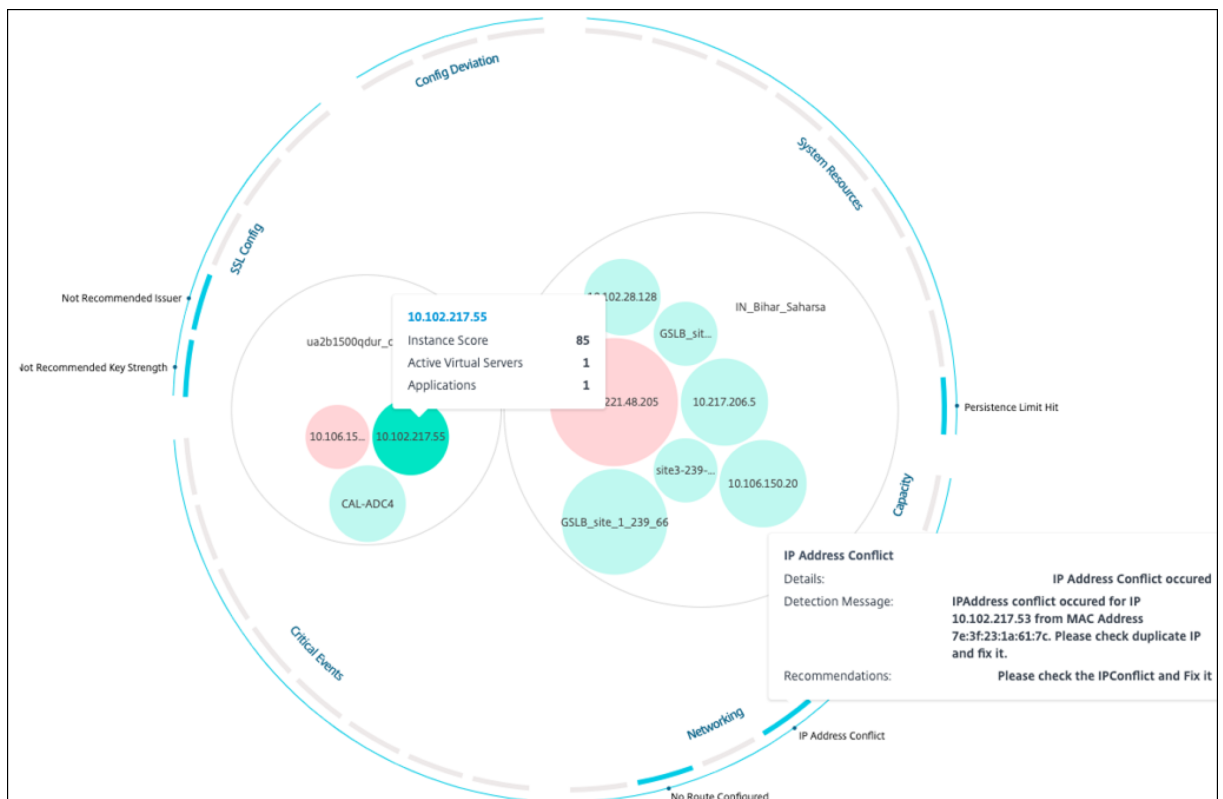 Config Deviation
System Resources
SSL Config
Not Recommended Issuer
Not Recommended Key Strength
ua2b1500qdur_c
10.102.217.55
Instance Score 85
Active Virtual Servers 1
Applications 1
10.102.28.128
IN_Bihar_Saharsa
GSLB_sit...
221.48.205
10.217.206.5
Persistence Limit Hit
10.106.15...
10.102.217.55
site3-239-...
10.106.150.20
CAL-ADC4
GSLB_site_1_239_66
Capacity
IP Address Conflict
Details: IP Address Conflict occured
Detection Message: IPAddress conflict occured for IP
10.102.217.53 from MAC Address
7e:3f:23:1a:61:7c. Please check duplicate IP
and fix it.
Recommendations: Please check the IPConflict and Fix it
Critical Events
Networking
IP Address Conflict
No Route Configured